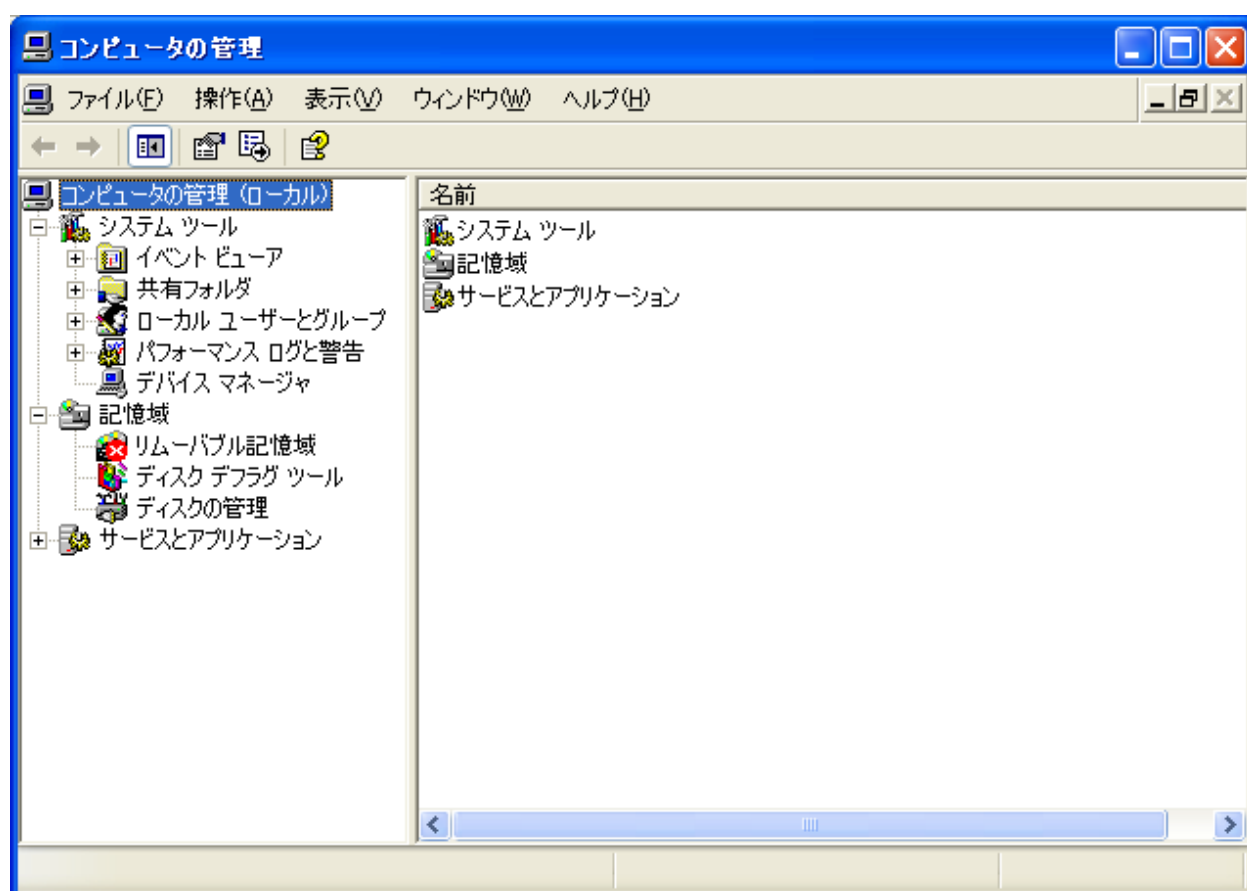 コンピュータの管理
ファイル(F) 操作(A) 表示(V) ウィンドウ(W) ヘルプ(H)
コンピュータの管理 (ローカル)
システム ツール
イベント ビューア
共有フォルダ
ローカル ユーザーとグループ
パフォーマンス ログと警告
デバイス マネージャ
記憶域
リムーバブル記憶域
ディスク デフラグ ツール
ディスクの管理
サービスとアプリケーション
名前
システム ツール
記憶域
サービスとアプリケーション